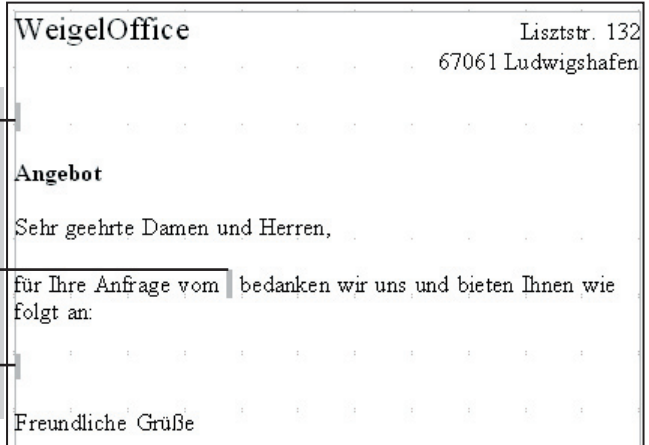 WeigelOffice
Lisztstr. 132
67061 Ludwigshafen
Angebot
Sehr geehrte Damen und Herren,
für Ihre Anfrage vom bedanken wir uns und bieten Ihnen wie
folgt an:
Freundliche Grüße